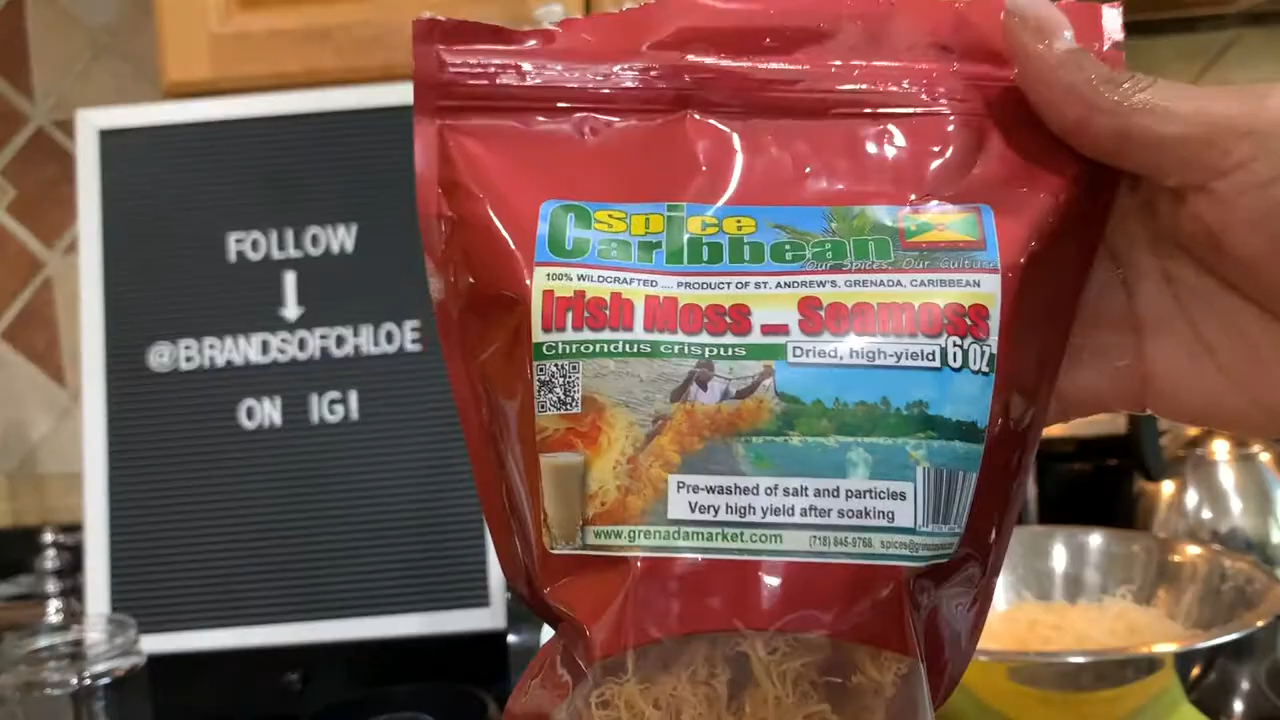 FOLLOW
@BRANDSOFCHLOE
ON IG!
Spice
Caribbean
Our Spices, Our Culture
100% WILDCRAFTED .... PRODUCT OF ST. ANDREW'S, GRENADA, CARIBBEAN
Irish Moss ... Seamoss
Chrondus crispus
Dried, high-yield 6 oz
Pre-washed of salt and particles
Very high yield after soaking
www.grenadamarket.com (718) 845-9768,